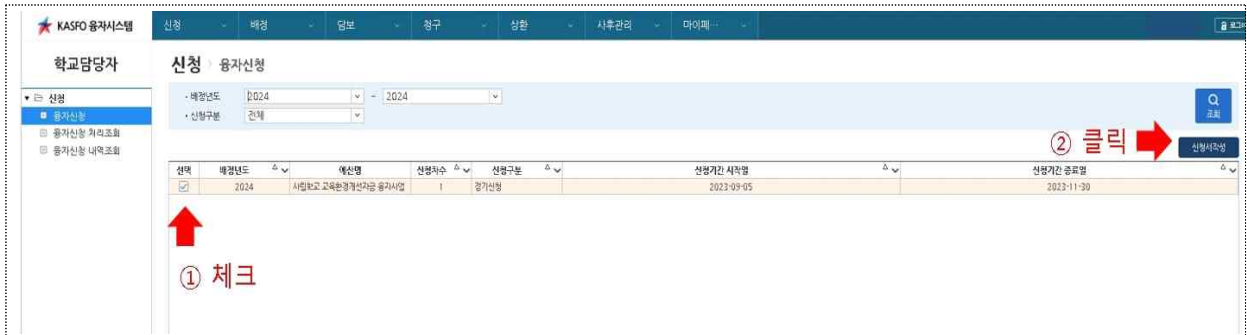 KASFO 융자시스템
신청 배정 담보 청구 상환 사후관리 마이페…
학교담당자
신청 융자신청
신청
융자신청
융자신청 처리조회
융자신청 내역조회
· 배정년도 2024 - 2024
· 신청구분 전체
조회
② 클릭
신청서작성
선택 배정년도 예산명 신청차수 신청구분 신청기간 시작일 신청기간 종료일
2024 사립학교 교육환경개선자금 융자사업 1 정기신청 2023-09-05 2023-11-30
① 체크